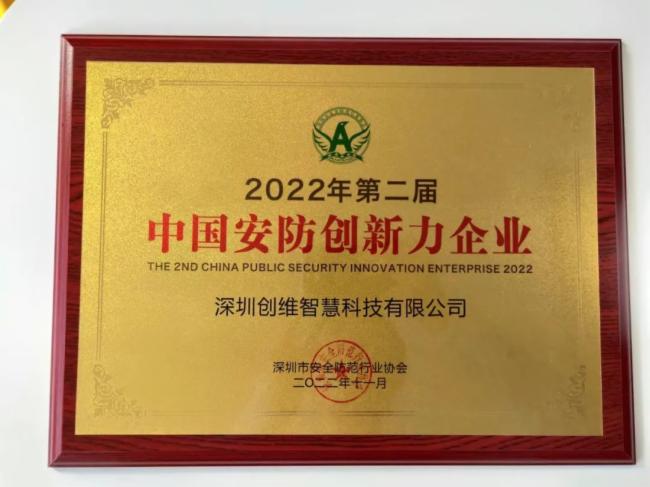 2022年第二届
中国安防创新力企业
THE 2ND CHINA PUBLIC SECURITY INNOVATION ENTERPRISE 2022
深圳创维智慧科技有限公司
深圳市安全防范行业协会
二〇二二年十一月